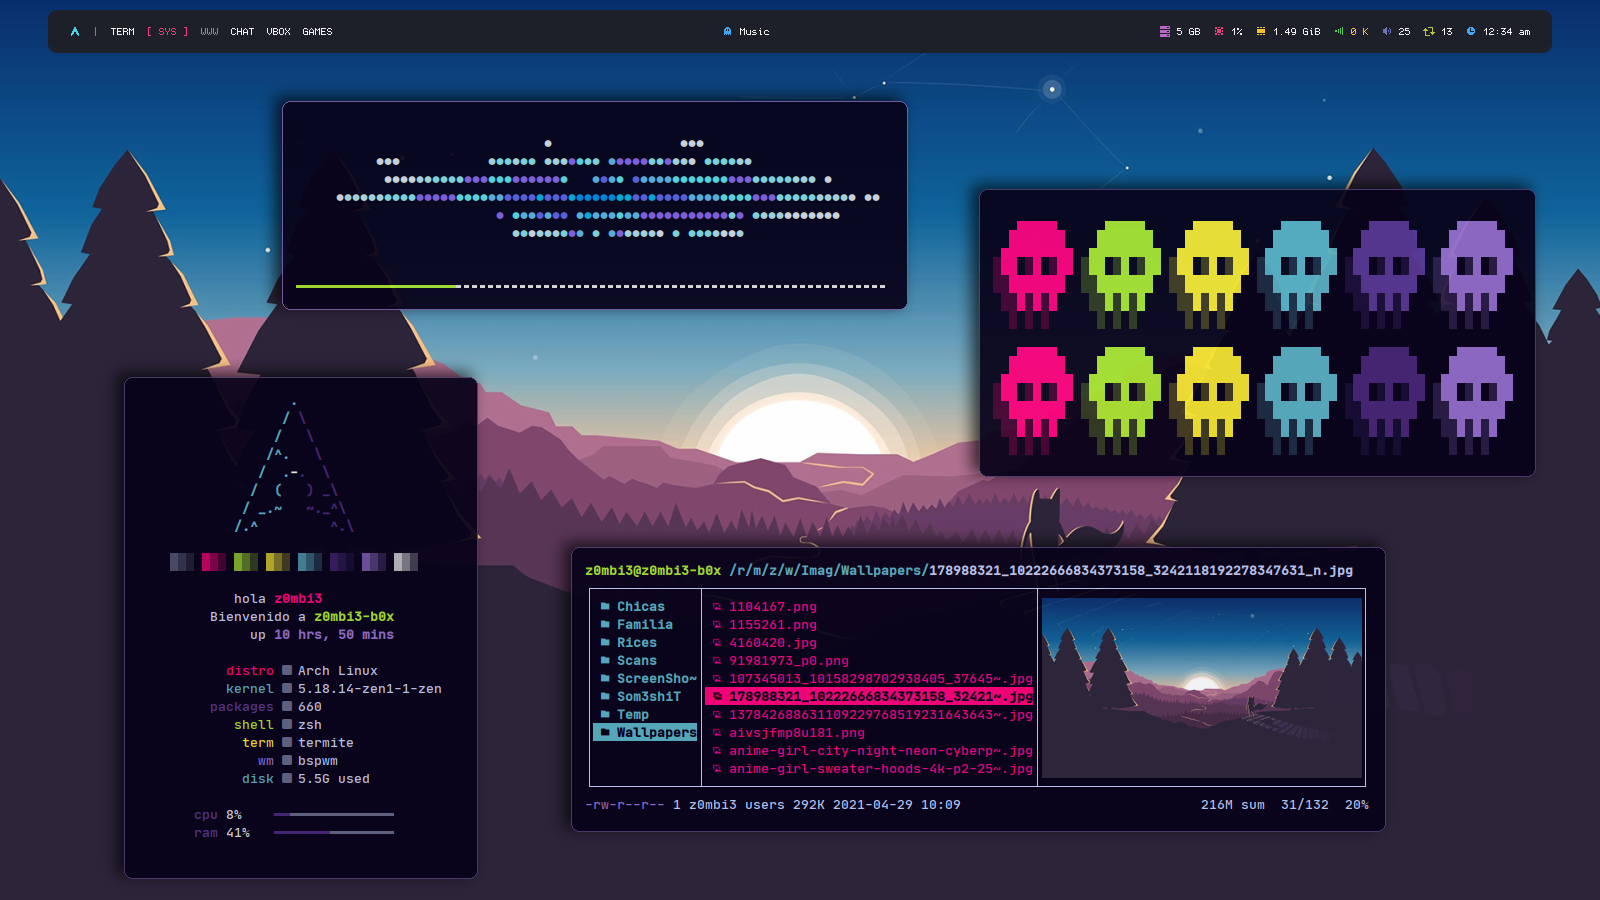 | TERM [ SYS ] WWW CHAT VBOX GAMES
Music
5 GB 1% 1.49 GiB 0 K 25 13 12:34 am
hola z0mbi3
Bienvenido a z0mbi3-b0x
up 10 hrs, 50 mins
distro Arch Linux
kernel 5.18.14-zen1-1-zen
packages 660
shell zsh
term termite
wm bspwm
disk 5.5G used
cpu 8%
ram 41%
z0mbi3@z0mbi3-b0x /r/m/z/w/Imag/Wallpapers/178988321_10222666834373158_3242118192278347631_n.jpg
Chicas
Familia
Rices
Scans
ScreenSho~
Som3shiT
Temp
Wallpapers
1104167.png
1155261.png
4160420.jpg
91981973_p0.png
107345013_10158298702938405_37645~.jpg
178988321_10222666834373158_32421~.jpg
13784268863110922976851923164364​3~.jpg
aivsjfmp8u181.png
anime-girl-city-night-neon-cyberp~.jpg
anime-girl-sweater-hoods-4k-p2-25~.jpg
-rw-r--r-- 1 z0mbi3 users 292K 2021-04-29 10:09 216M sum 31/132 20%